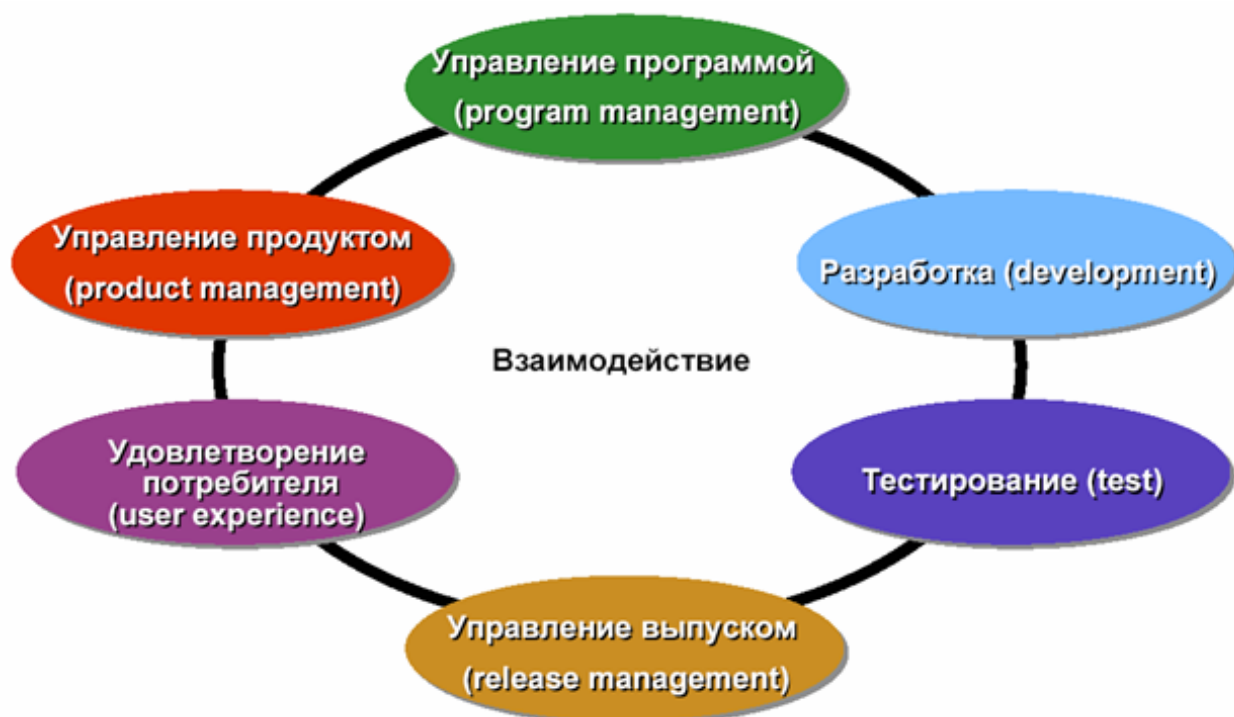 Управление программой
(program management)
Управление продуктом
(product management)
Разработка (development)
Взаимодействие
Удовлетворение
потребителя
(user experience)
Тестирование (test)
Управление выпуском
(release management)